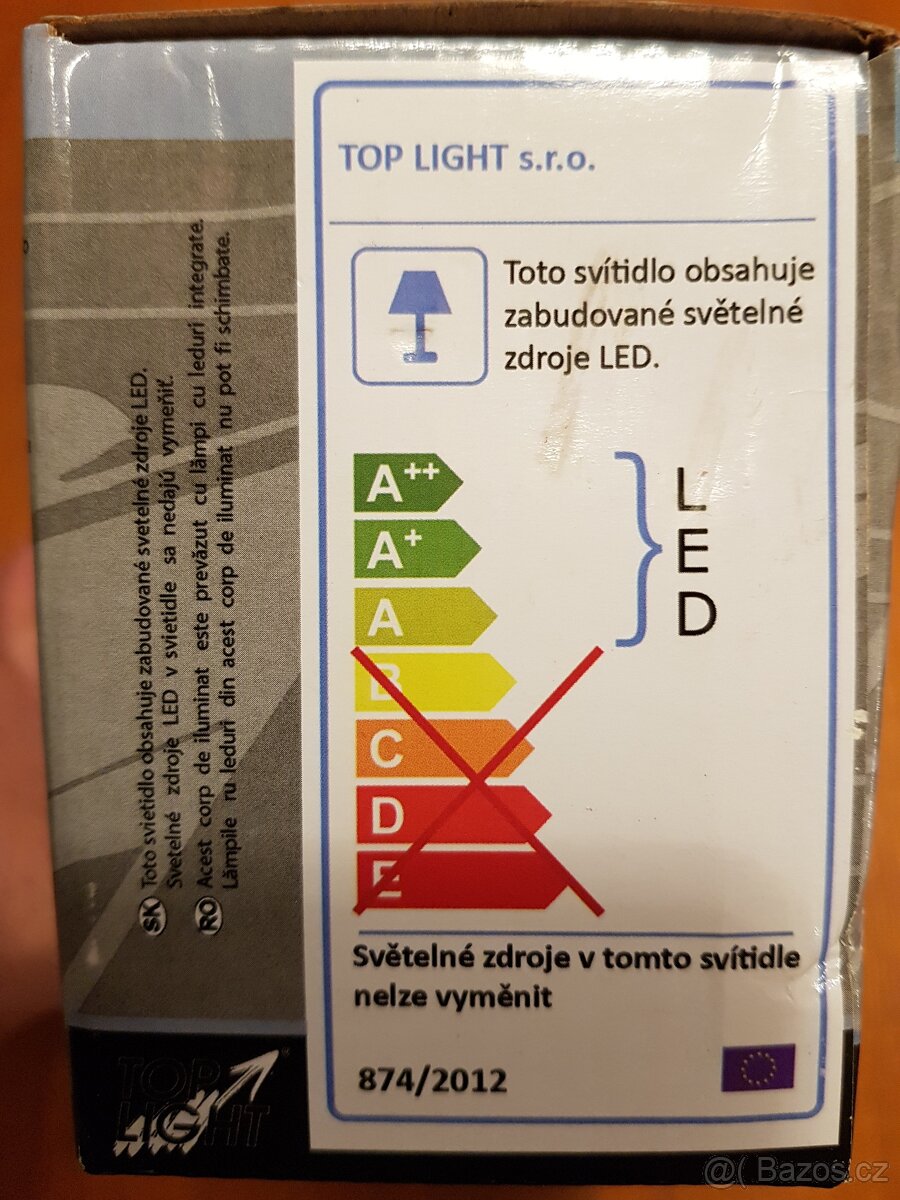 TOP LIGHT s.r.o.
Toto svítidlo obsahuje
zabudované světelné
zdroje LED.
A++
A+
A
B
C
D
E
L
E
D
Světelné zdroje v tomto svítidle
nelze vyměnit
874/2012
SK Toto svietidlo obsahuje zabudované svetelné zdroje LED.
Svetelné zdroje LED v svietidle sa nedajú vymeniť.
RO Acest corp de iluminat este prevăzut cu lămpi cu leduri integrate.
Lămpile ru leduri din acest corp de iluminat nu pot fi schimbate.
TOP
LIGHT
@( Bazoš.cz